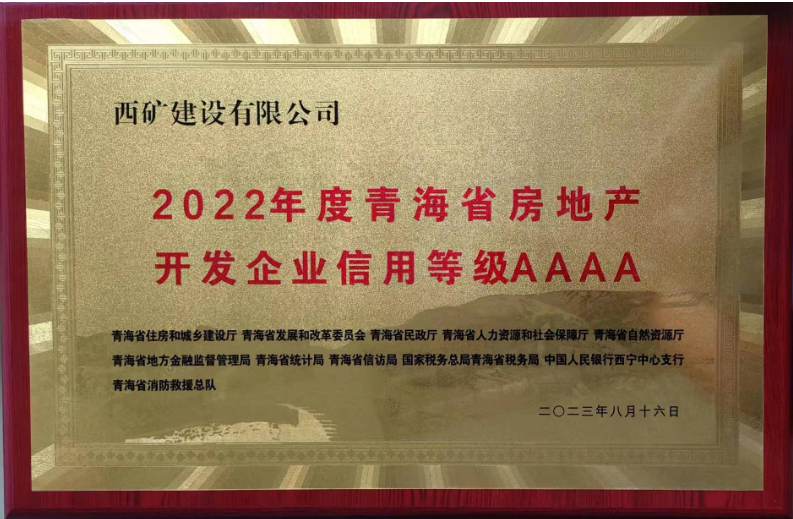 西矿建设有限公司
2022年度青海省房地产
开发企业信用等级AAAA
青海省住房和城乡建设厅 青海省发展和改革委员会 青海省民政厅 青海省人力资源和社会保障厅 青海省自然资源厅
青海省地方金融监督管理局 青海省统计局 青海省信访局 国家税务总局青海省税务局 中国人民银行西宁中心支行
青海省消防救援总队
二〇二三年八月十六日